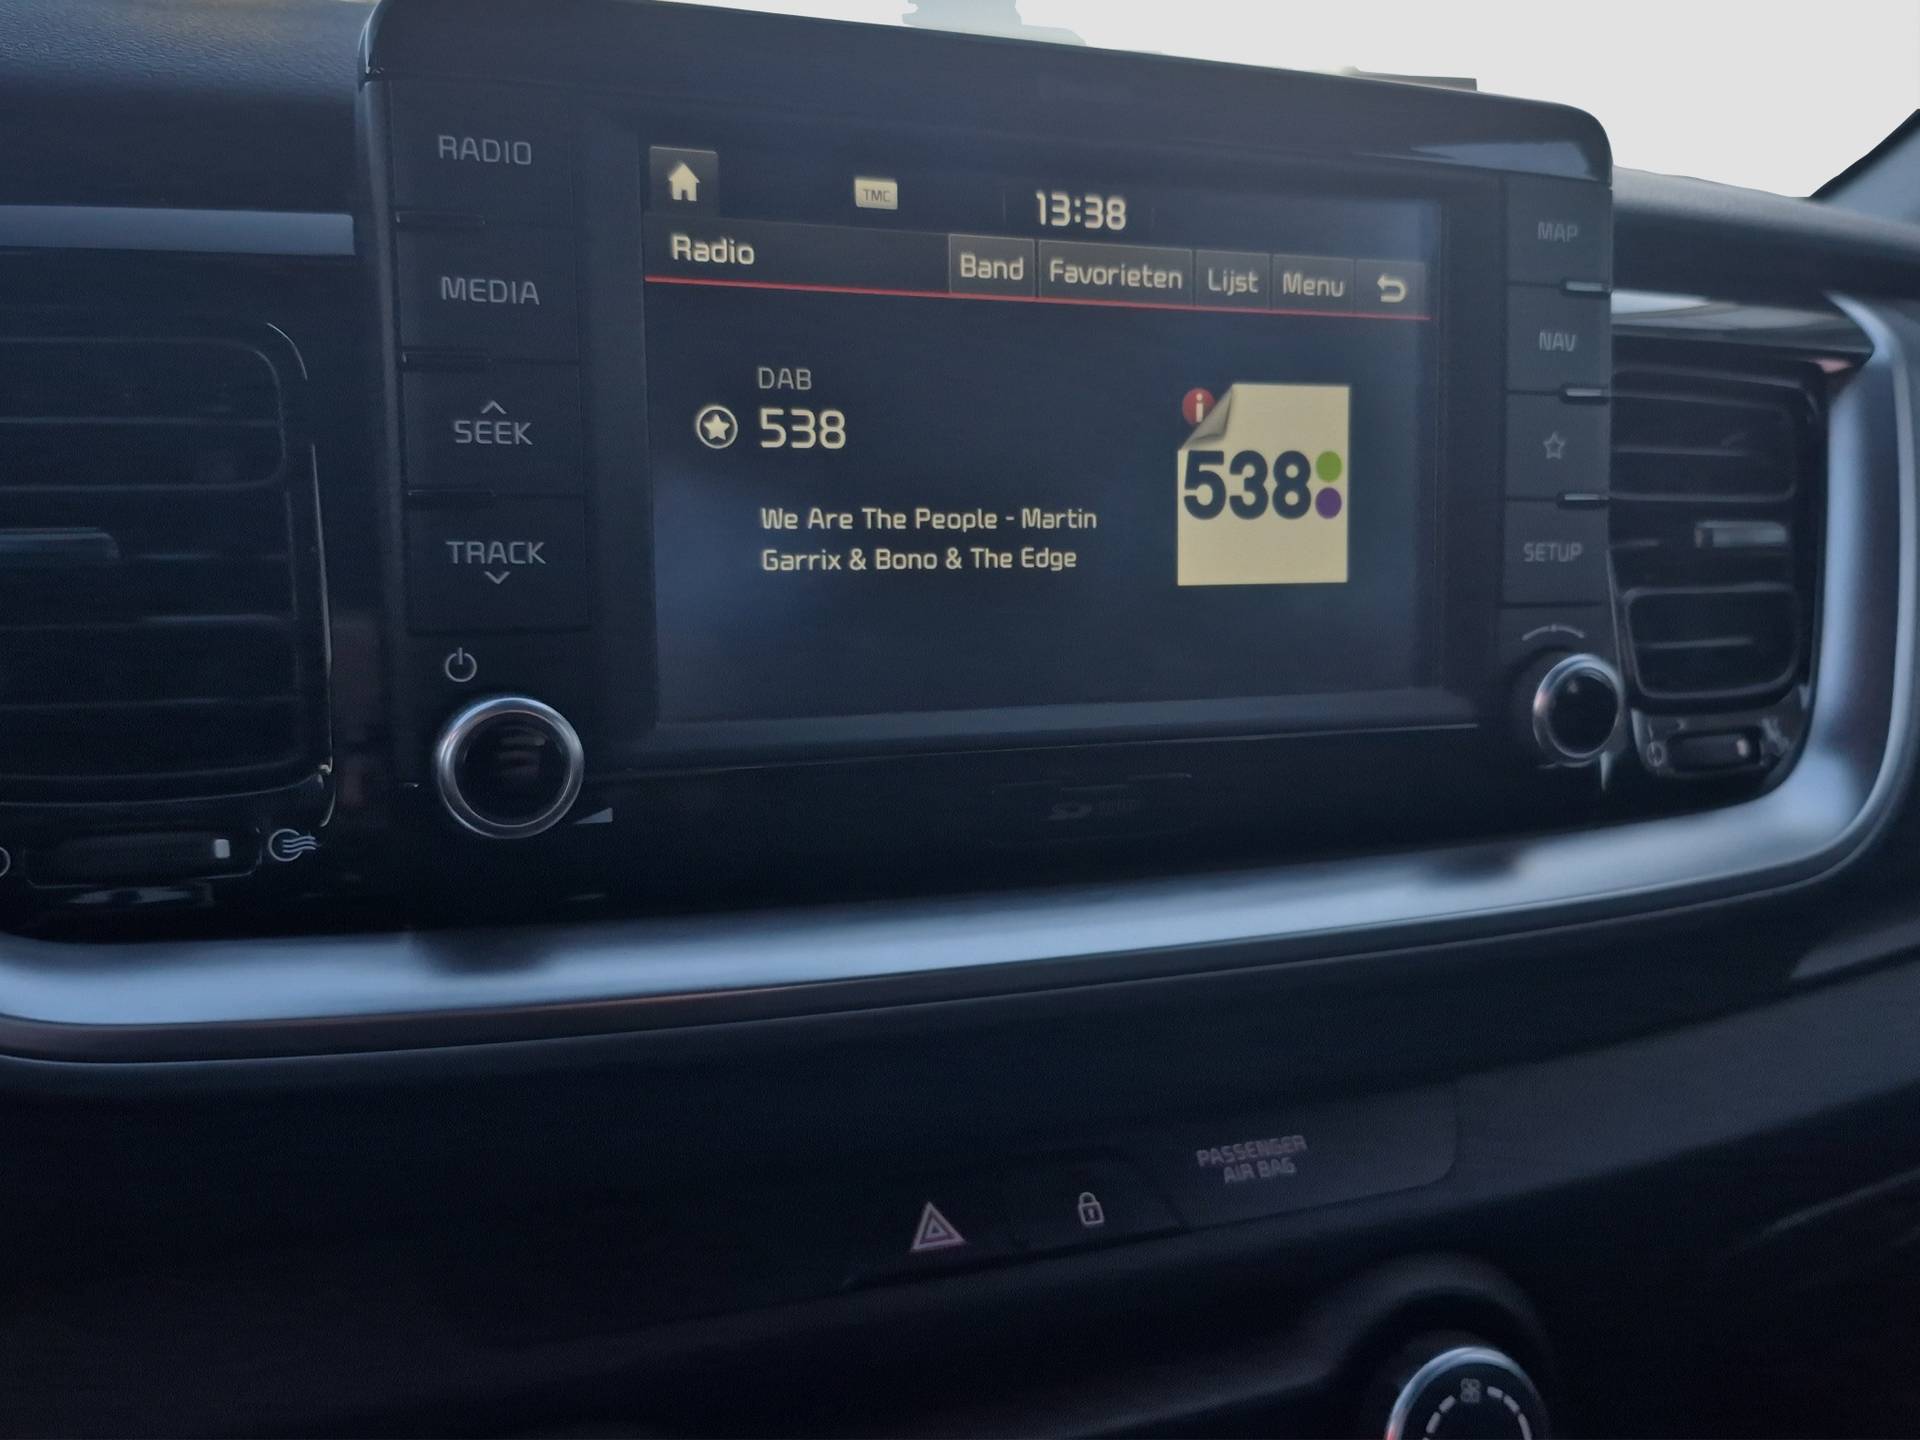 RADIO
MEDIA
SEEK
TRACK
TMC
13:38
Radio
Band
Favorieten
Lijst
Menu
DAB
538
We Are The People - Martin
Garrix & Bono & The Edge
i
538
MAP
NAV
SETUP
PASSENGER
AIR BAG